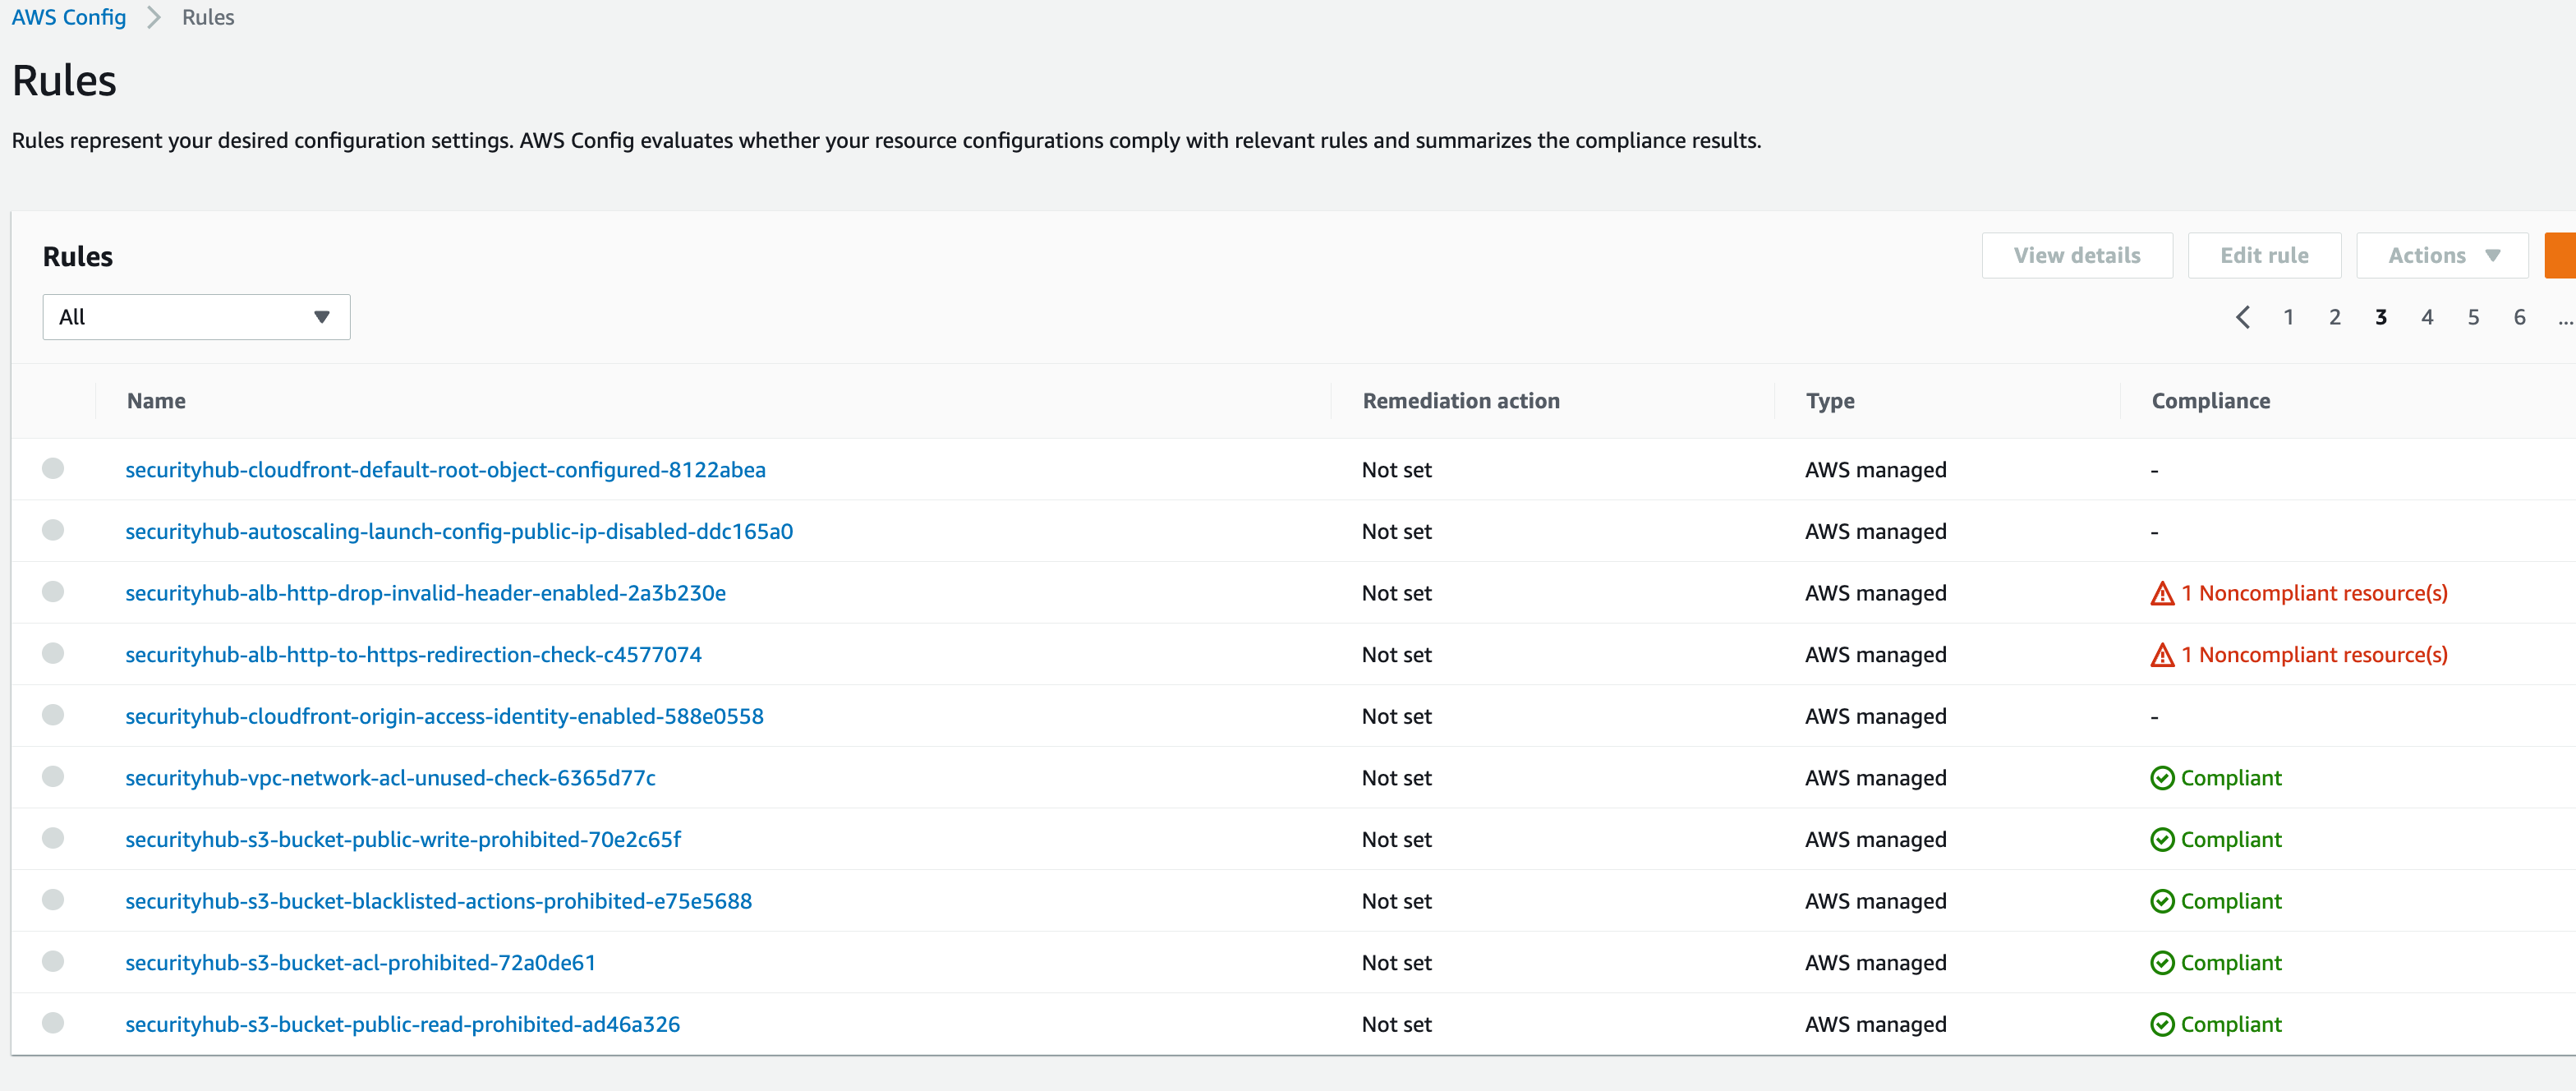 AWS Config > Rules
Rules
Rules represent your desired configuration settings. AWS Config evaluates whether your resource configurations comply with relevant rules and summarizes the compliance results.
Rules View details Edit rule Actions
All 1 2 3 4 5 6 ...
Name Remediation action Type Compliance
securityhub-cloudfront-default-root-object-configured-8122abea Not set AWS managed -
securityhub-autoscaling-launch-config-public-ip-disabled-ddc165a0 Not set AWS managed -
securityhub-alb-http-drop-invalid-header-enabled-2a3b230e Not set AWS managed 1 Noncompliant resource(s)
securityhub-alb-http-to-https-redirection-check-c4577074 Not set AWS managed 1 Noncompliant resource(s)
securityhub-cloudfront-origin-access-identity-enabled-588e0558 Not set AWS managed -
securityhub-vpc-network-acl-unused-check-6365d77c Not set AWS managed Compliant
securityhub-s3-bucket-public-write-prohibited-70e2c65f Not set AWS managed Compliant
securityhub-s3-bucket-blacklisted-actions-prohibited-e75e5688 Not set AWS managed Compliant
securityhub-s3-bucket-acl-prohibited-72a0de61 Not set AWS managed Compliant
securityhub-s3-bucket-public-read-prohibited-ad46a326 Not set AWS managed Compliant